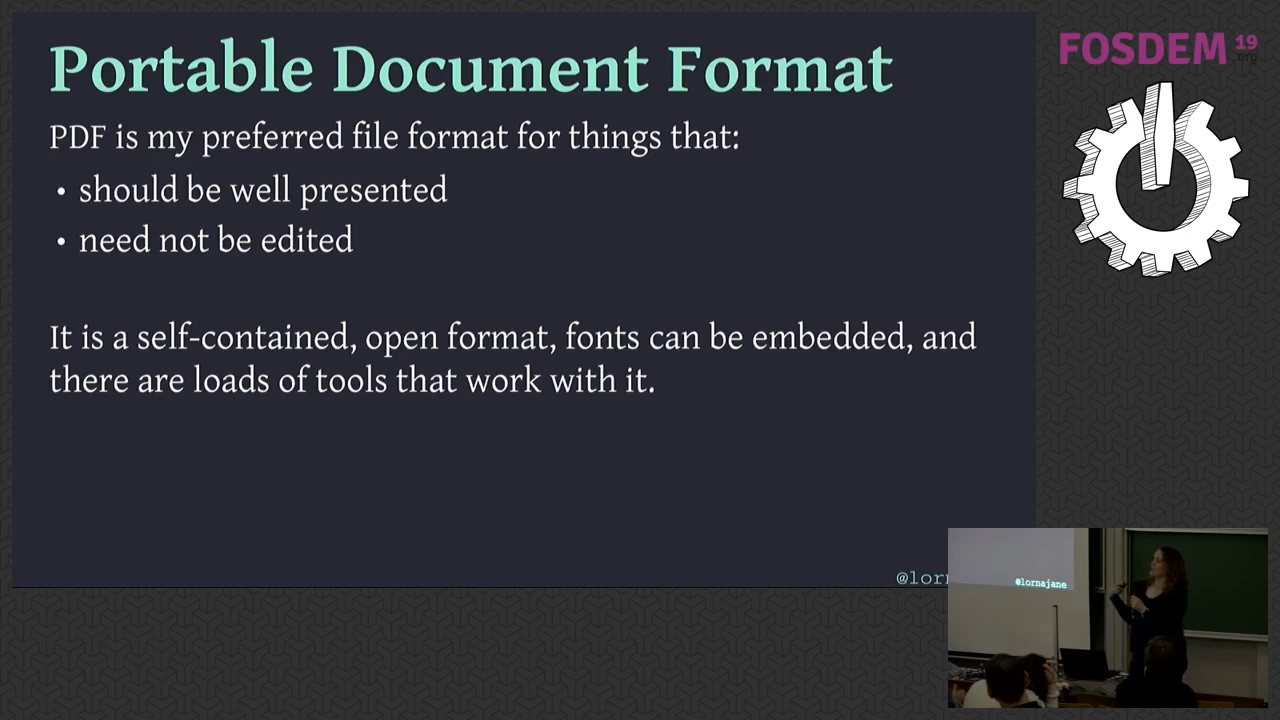 Portable Document Format
PDF is my preferred file format for things that:
• should be well presented
• need not be edited
It is a self-contained, open format, fonts can be embedded, and
there are loads of tools that work with it.
@lorn
FOSDEM 19
.org
@lornajane